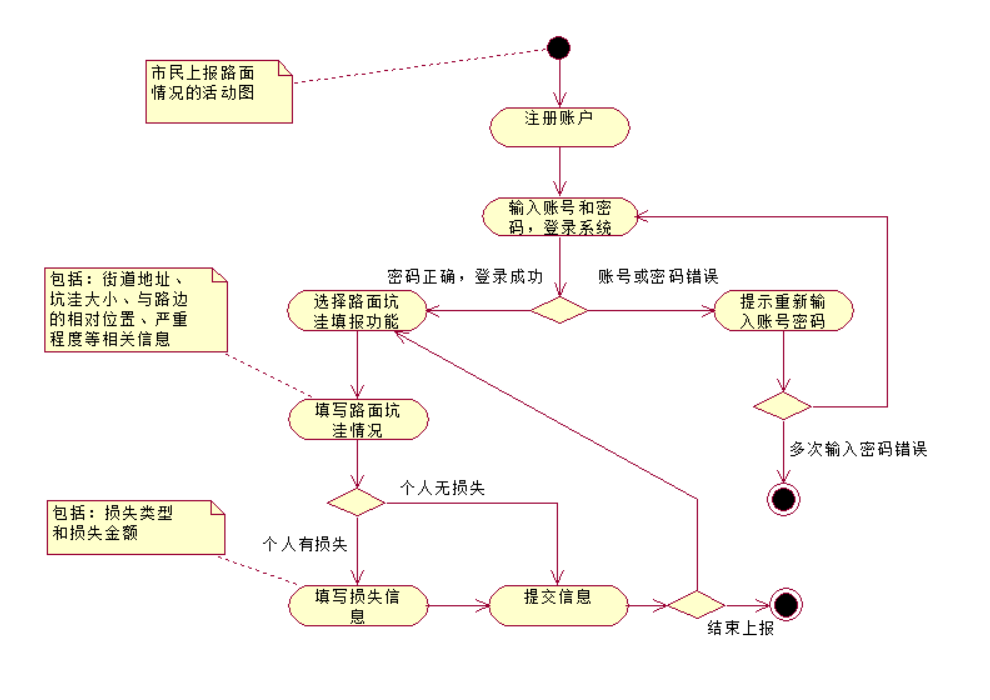 市民上报路面
情况的活动图
注册账户
输入账号和密
码，登录系统
密码正确，登录成功
账号或密码错误
包括：街道地址、
坑洼大小、与路边
的相对位置、严重
程度等相关信息
选择路面坑
洼填报功能
提示重新输
入账号密码
填写路面坑
洼情况
多次输入密码错误
个人无损失
包括：损失类型
和损失金额
个人有损失
填写损失信
息
提交信息
结束上报